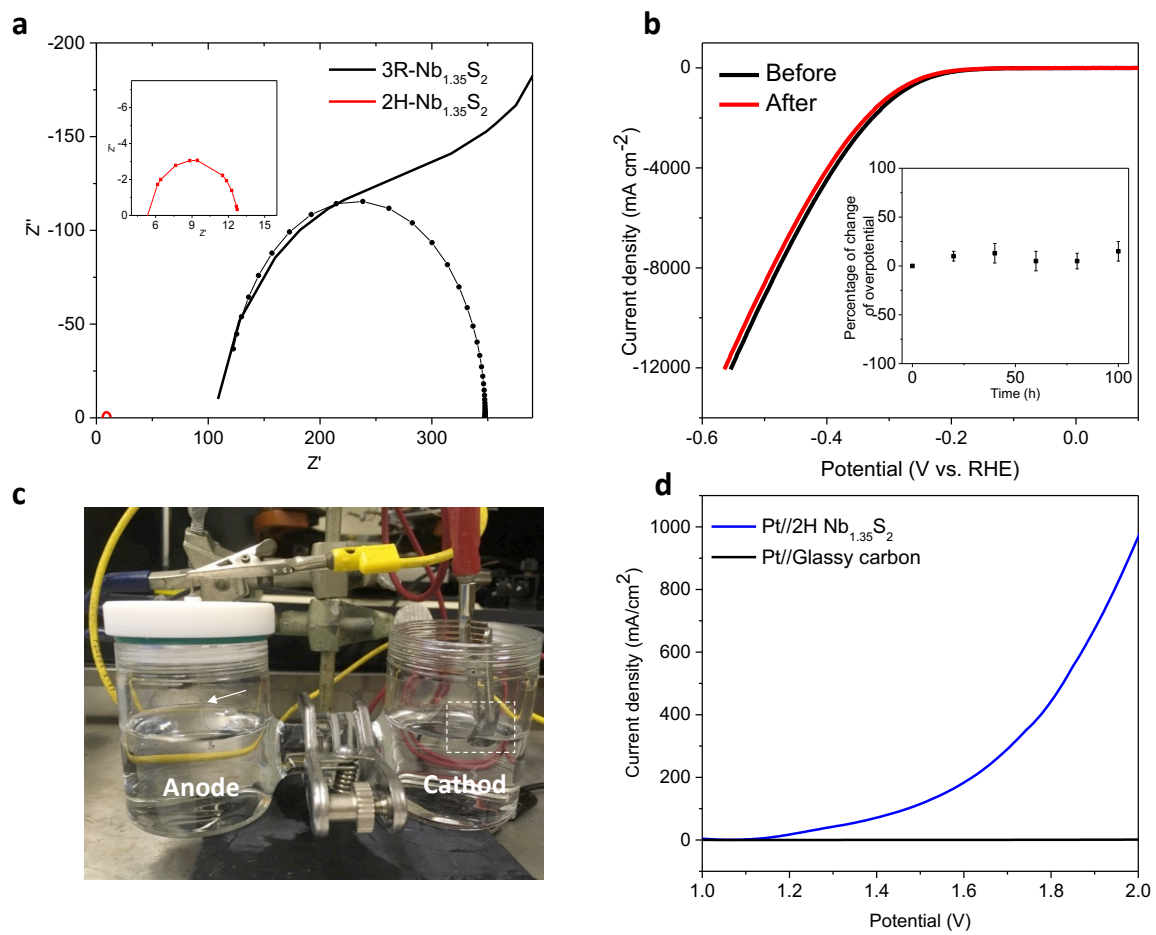 a
-200
-150
-100
-50
0
Z''
0
100
200
300
Z'
3R-Nb1.35S2
2H-Nb1.35S2
-6
-4
-2
0
Z''
6
9
12
15
Z'
b
0
-4000
-8000
-12000
Current density (mA cm-2)
-0.6
-0.4
-0.2
0.0
Potential (V vs. RHE)
Before
After
100
50
0
-50
-100
Percentage of change
of overpotential
0
50
100
Time (h)
c
Anode
Cathod
d
1000
800
600
400
200
0
Current density (mA/cm2)
1.0
1.2
1.4
1.6
1.8
2.0
Potential (V)
Pt//2H Nb1.35S2
Pt//Glassy carbon